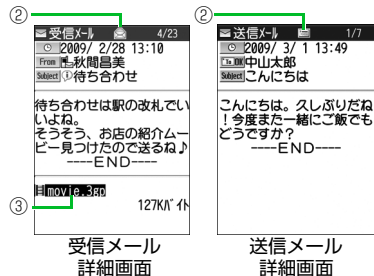 ②
受信メール 4/23
2009/ 2/28 13:10
From 秋間昌美
Subject ①待ち合わせ
待ち合わせは駅の改札でい
いよね。
そうそう、お店の紹介ムー
ビー見つけたので送るね♪
----END----
movie.3gp
127Kバイト
③
受信メール
詳細画面
②
送信メール 1/7
2009/ 3/ 1 13:49
To OK 中山太郎
Subject こんにちは
こんにちは。久しぶりだね
！今度また一緒にご飯でも
どうですか？
----END----
送信メール
詳細画面